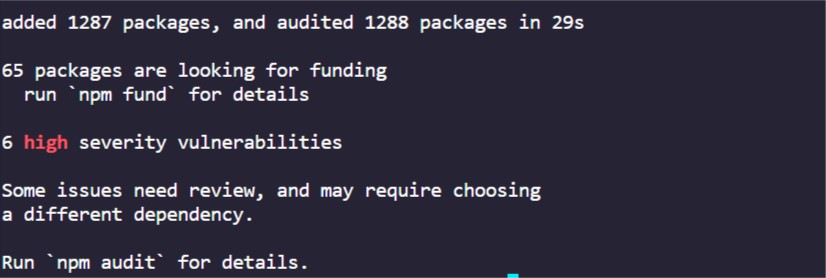 added 1287 packages, and audited 1288 packages in 29s
65 packages are looking for funding
  run `npm fund` for details
6 high severity vulnerabilities
Some issues need review, and may require choosing
a different dependency.
Run `npm audit` for details.